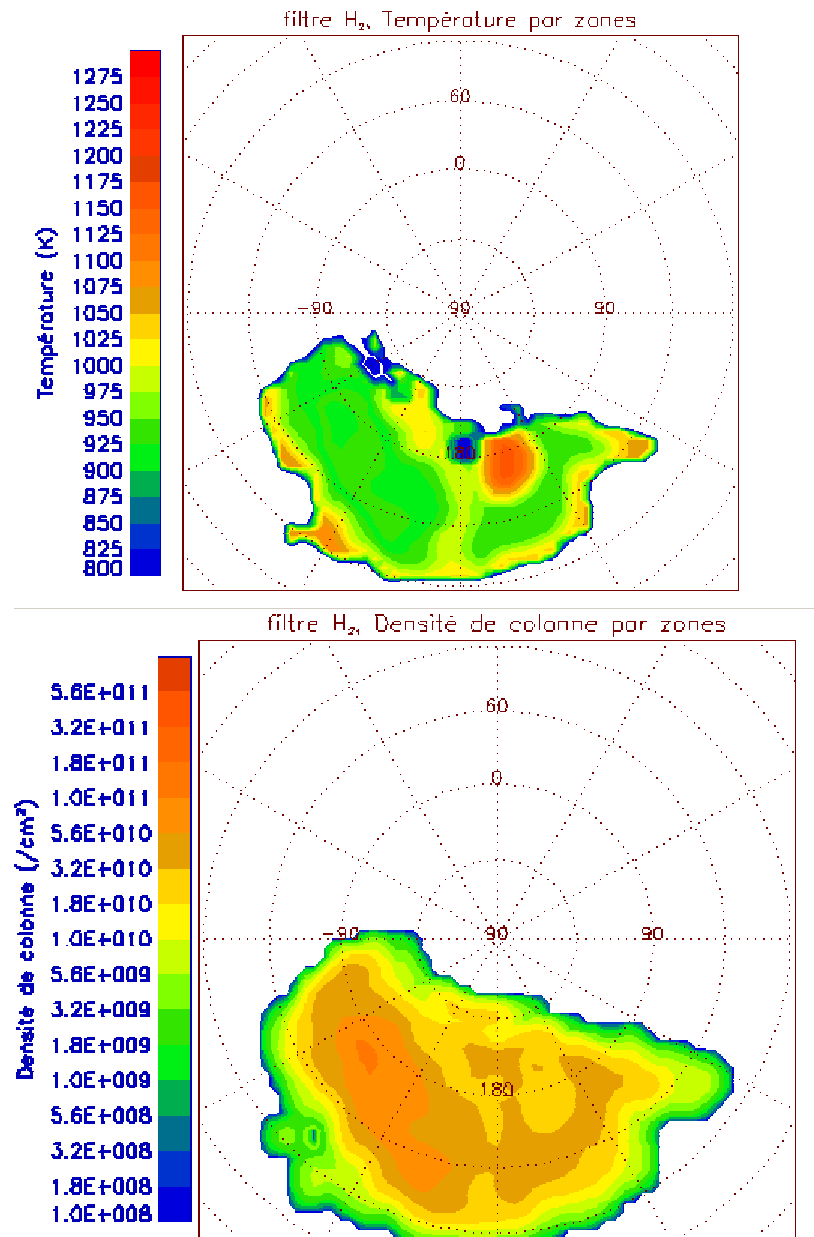 filtre H₂, Température par zones
1275
1250
1225
1200
1175
1150
1125
1100
1075
1050
1025
1000
975
950
925
900
875
850
825
800
Température (K)
60
0
-90
90
90
180
filtre H₂, Densité de colonne par zones
5.6E+011
3.2E+011
1.8E+011
1.0E+011
5.6E+010
3.2E+010
1.8E+010
1.0E+010
5.6E+009
3.2E+009
1.8E+009
1.0E+009
5.6E+008
3.2E+008
1.8E+008
1.0E+008
Densité de colonne (/cm²)
60
0
-90
90
90
180